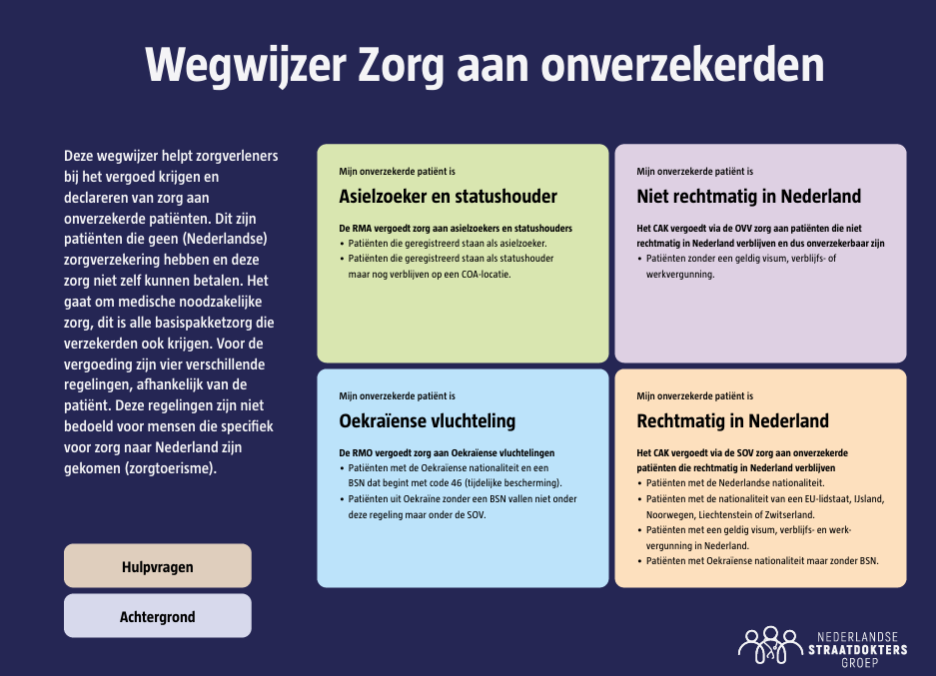 Wegwijzer Zorg aan onverzekerden
Deze wegwijzer helpt zorgverleners
bij het vergoed krijgen en
declareren van zorg aan
onverzekerde patiënten. Dit zijn
patiënten die geen (Nederlandse)
zorgverzekering hebben en deze
zorg niet zelf kunnen betalen. Het
gaat om medische noodzakelijke
zorg, dit is alle basispakketzorg die
verzekerden ook krijgen. Voor de
vergoeding zijn vier verschillende
regelingen, afhankelijk van de
patiënt. Deze regelingen zijn niet
bedoeld voor mensen die specifiek
voor zorg naar Nederland zijn
gekomen (zorgtoerisme).
Hulpvragen
Achtergrond
Mijn onverzekerde patiënt is
Asielzoeker en statushouder
De RMA vergoedt zorg aan asielzoekers en statushouders
• Patiënten die geregistreerd staan als asielzoeker.
• Patiënten die geregistreerd staan als statushouder
maar nog verblijven op een COA-locatie.
Mijn onverzekerde patiënt is
Niet rechtmatig in Nederland
Het CAK vergoedt via de OVV zorg aan patiënten die niet
rechtmatig in Nederland verblijven en dus onverzekerbaar zijn
• Patiënten zonder een geldig visum, verblijfs- of
werkvergunning.
Mijn onverzekerde patiënt is
Oekraïense vluchteling
De RMO vergoedt zorg aan Oekraïense vluchtelingen
• Patiënten met de Oekraïense nationaliteit en een
BSN dat begint met code 46 (tijdelijke bescherming).
• Patiënten uit Oekraïne zonder een BSN vallen niet onder
deze regeling maar onder de SOV.
Mijn onverzekerde patiënt is
Rechtmatig in Nederland
Het CAK vergoedt via de SOV zorg aan onverzekerde
patiënten die rechtmatig in Nederland verblijven
• Patiënten met de Nederlandse nationaliteit.
• Patiënten met de nationaliteit van een EU-lidstaat, IJsland,
Noorwegen, Liechtenstein of Zwitserland.
• Patiënten met een geldig visum, verblijfs- en werk-
vergunning in Nederland.
• Patiënten met Oekraïense nationaliteit maar zonder BSN.
NEDERLANDSE
STRAATDOKTERS
GROEP